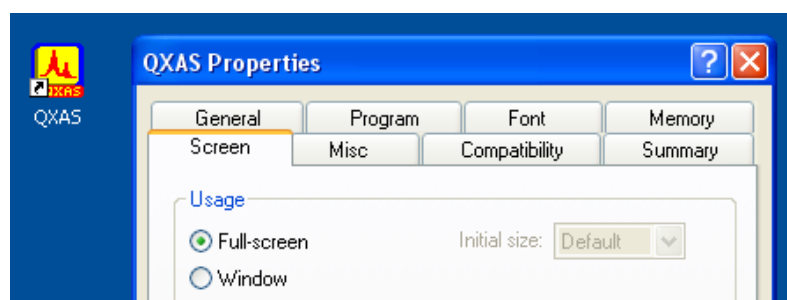 QXAS Properties
QXAS
QXAS
General Program Font Memory
Screen Misc Compatibility Summary
Usage
Full-screen Initial size: Default
Window